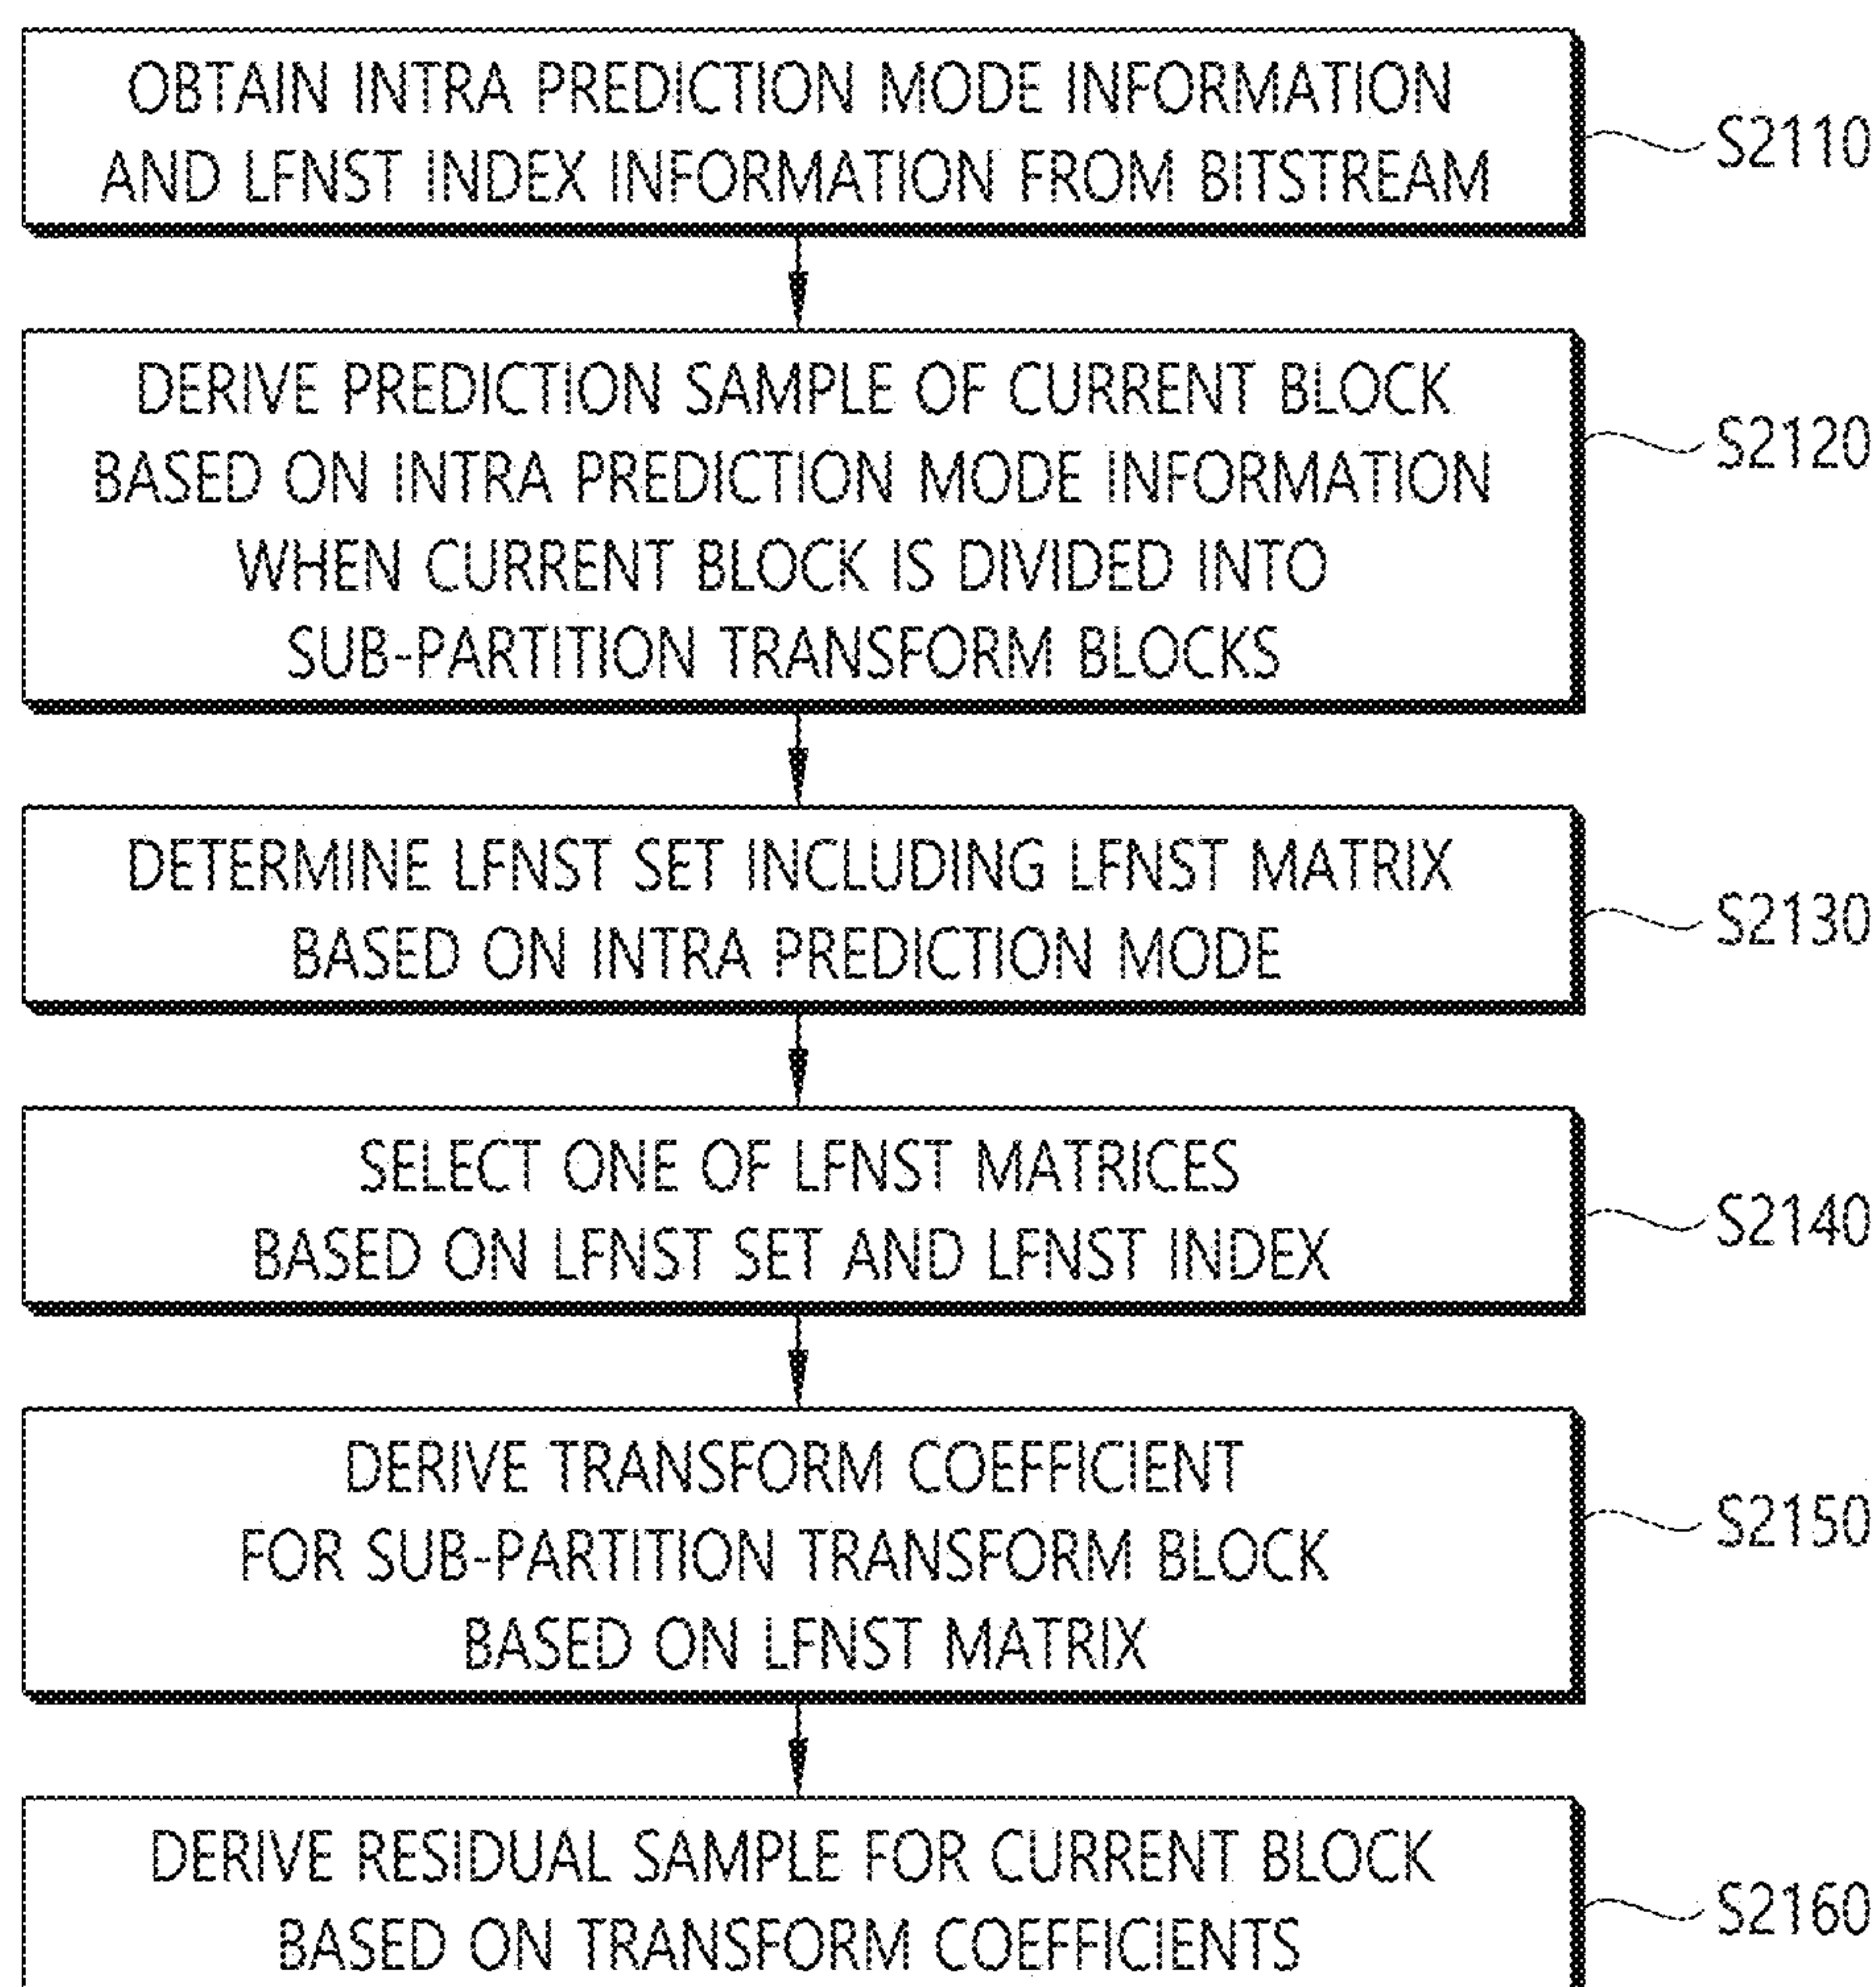 OBTAIN INTRA PREDICTION MODE INFORMATION
AND LFNST INDEX INFORMATION FROM BITSTREAM
S2110
DERIVE PREDICTION SAMPLE OF CURRENT BLOCK
BASED ON INTRA PREDICTION MODE INFORMATION
WHEN CURRENT BLOCK IS DIVIDED INTO
SUB-PARTITION TRANSFORM BLOCKS
S2120
DETERMINE LFNST SET INCLUDING LFNST MATRIX
BASED ON INTRA PREDICTION MODE
S2130
SELECT ONE OF LFNST MATRICES
BASED ON LFNST SET AND LFNST INDEX
S2140
DERIVE TRANSFORM COEFFICIENT
FOR SUB-PARTITION TRANSFORM BLOCK
BASED ON LFNST MATRIX
S2150
DERIVE RESIDUAL SAMPLE FOR CURRENT BLOCK
BASED ON TRANSFORM COEFFICIENTS
S2160